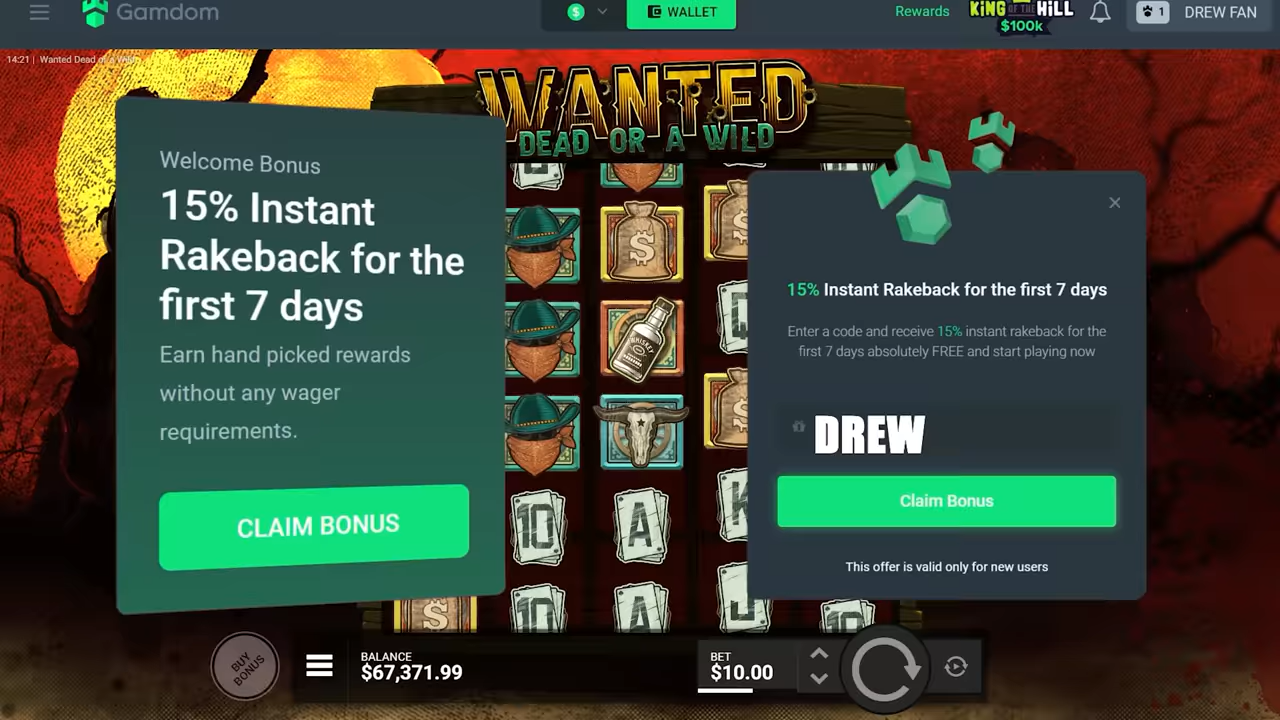 Gamdom
$
WALLET
Rewards
KING OF THE HILL
$100k
1
DREW FAN
14:21 | Wanted Dead or a Wild
WANTED
DEAD OR A WILD
Welcome Bonus
15% Instant
Rakeback for the
first 7 days
Earn hand picked rewards
without any wager
requirements.
CLAIM BONUS
15% Instant Rakeback for the first 7 days
Enter a code and receive 15% instant rakeback for the
first 7 days absolutely FREE and start playing now
DREW
Claim Bonus
This offer is valid only for new users
$
$
WHISKEY
$
10
A
K
$
10
A
J
10
BUY
BONUS
BALANCE
$67,371.99
BET
$10.00